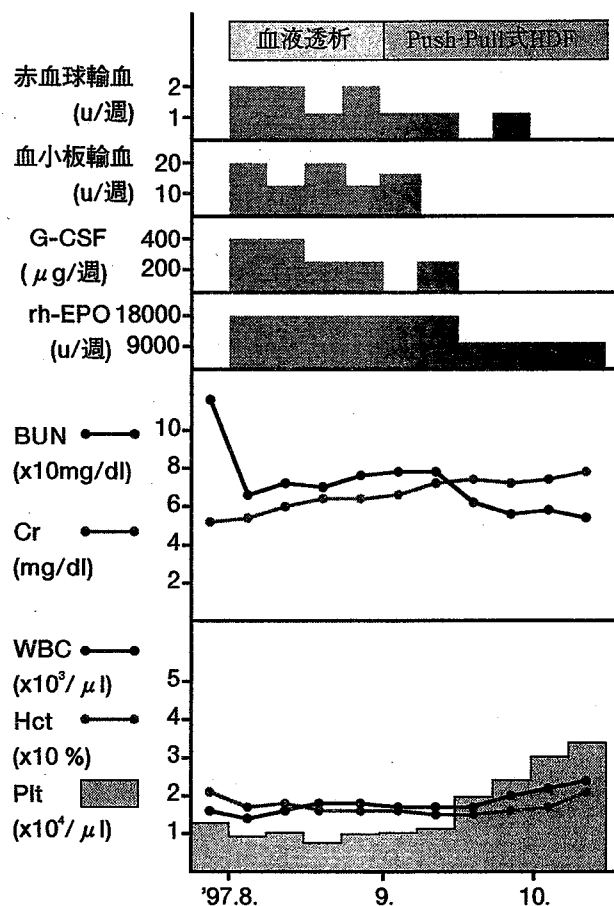 血液透析 Push-Pull式HDF
赤血球輸血
(u/週)
2
1
血小板輸血
(u/週)
20
10
G-CSF
(μg/週)
400
200
rh-EPO
(u/週)
18000
9000
BUN
(x10mg/dl)
Cr
(mg/dl)
10
8
6
4
2
WBC
(x10³/μl)
Hct
(x10 %)
Plt
(x10⁴/μl)
5
4
3
2
1
'97.8. 9. 10.